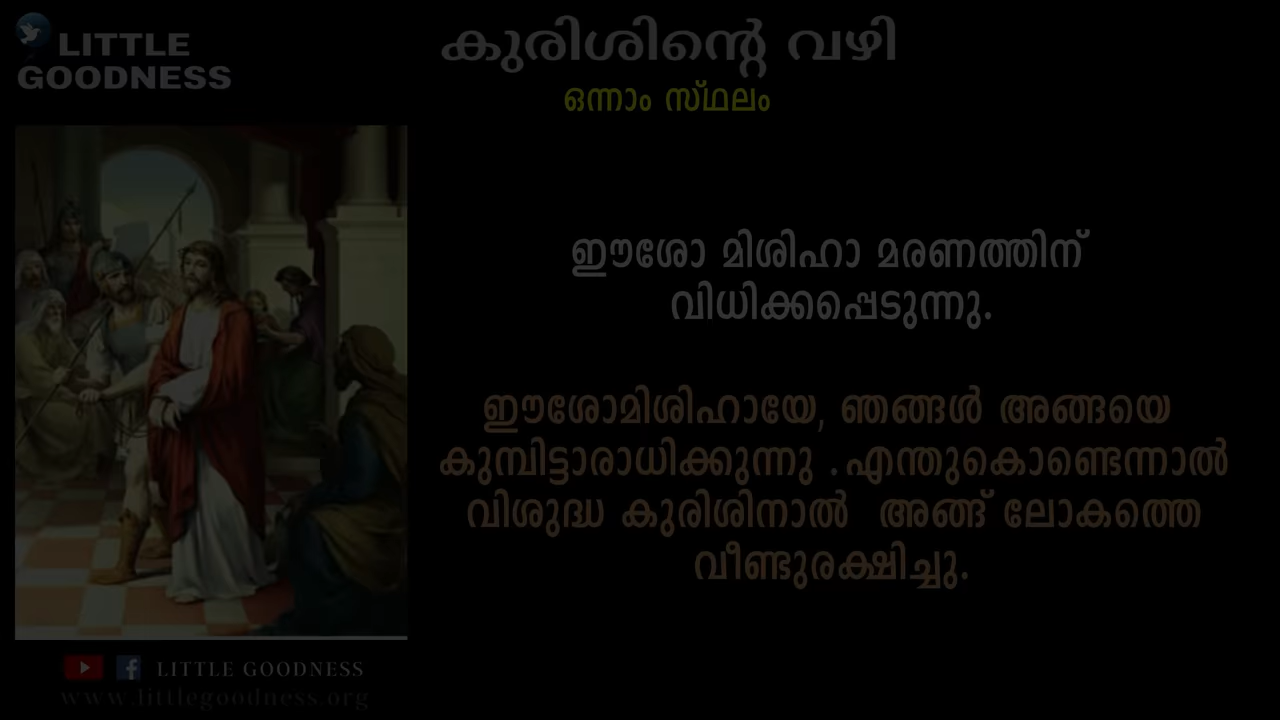 LITTLE
GOODNESS
കുരിശിന്റെ വഴി
ഒന്നാം സ്ഥലം
ഈശോ മിശിഹാ മരണത്തിന്
വിധിക്കപ്പെടുന്നു.
ഈശോമിശിഹായേ, ഞങ്ങൾ അങ്ങയെ
കുമ്പിട്ടാരാധിക്കുന്നു .എന്തുകൊണ്ടെന്നാൽ
വിശുദ്ധ കുരിശിനാൽ അങ്ങ് ലോകത്തെ
വീണ്ടുരക്ഷിച്ചു.
LITTLE GOODNESS
www.littlegoodness.org